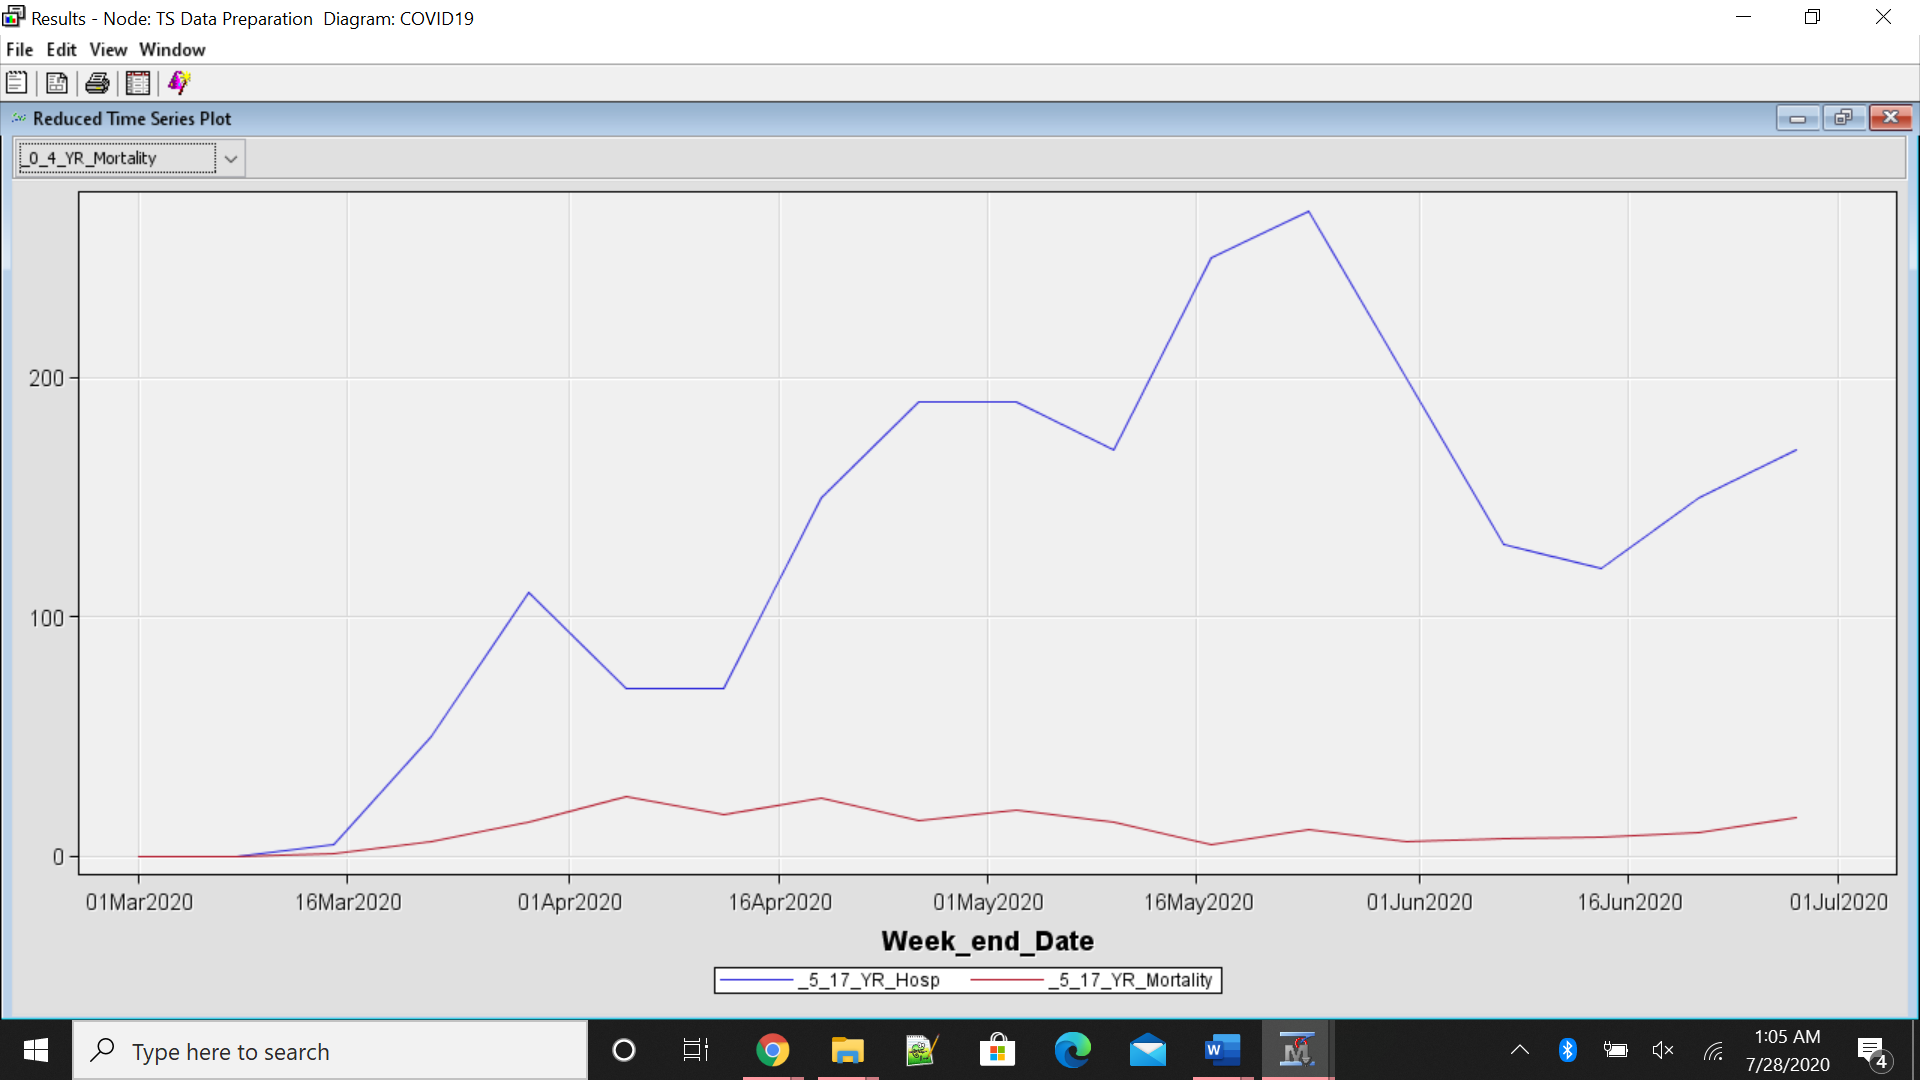 Results - Node: TS Data Preparation  Diagram: COVID19
File Edit View Window
Reduced Time Series Plot
_0_4_YR_Mortality
200
100
0
01Mar2020 16Mar2020 01Apr2020 16Apr2020 01May2020 16May2020 01Jun2020 16Jun2020 01Jul2020
Week_end_Date
_5_17_YR_Hosp _5_17_YR_Mortality
Type here to search
1:05 AM
7/28/2020
4